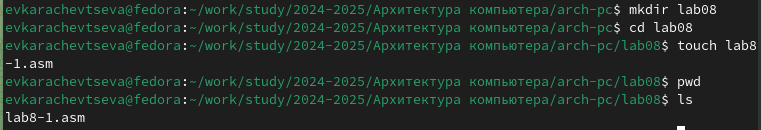 evkarachevtseva@fedora:~/work/study/2024-2025/Архитектура компьютера/arch-pc$ mkdir lab08
evkarachevtseva@fedora:~/work/study/2024-2025/Архитектура компьютера/arch-pc$ cd lab08
evkarachevtseva@fedora:~/work/study/2024-2025/Архитектура компьютера/arch-pc/lab08$ touch lab8
-1.asm
evkarachevtseva@fedora:~/work/study/2024-2025/Архитектура компьютера/arch-pc/lab08$ pwd
evkarachevtseva@fedora:~/work/study/2024-2025/Архитектура компьютера/arch-pc/lab08$ ls
lab8-1.asm